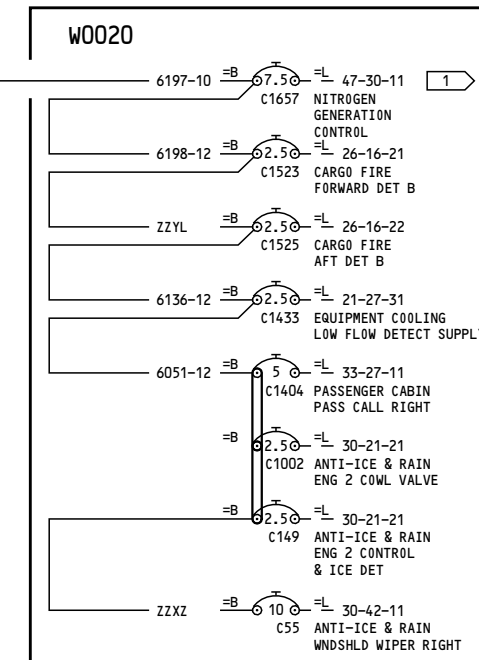 W0020
6197-10 =B 7.5 =L 47-30-11 1
C1657 NITROGEN
GENERATION
CONTROL
6198-12 =B 2.5 =L 26-16-21
C1523 CARGO FIRE
FORWARD DET B
ZZYL =B 2.5 =L 26-16-22
C1525 CARGO FIRE
AFT DET B
6136-12 =B 2.5 =L 21-27-31
C1433 EQUIPMENT COOLING
LOW FLOW DETECT SUPPLY
6051-12 =B 5 =L 33-27-11
C1404 PASSENGER CABIN
PASS CALL RIGHT
=B 2.5 =L 30-21-21
C1002 ANTI-ICE & RAIN
ENG 2 COWL VALVE
=B 2.5 =L 30-21-21
C149 ANTI-ICE & RAIN
ENG 2 CONTROL
& ICE DET
ZZXZ =B 10 =L 30-42-11
C55 ANTI-ICE & RAIN
WNDSHLD WIPER RIGHT